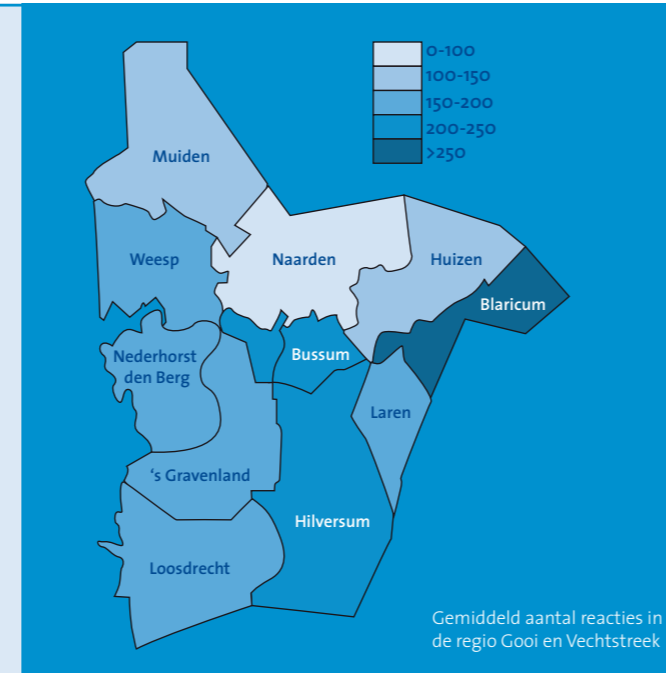 0-100
100-150
150-200
200-250
>250
Muiden
Weesp
Naarden
Huizen
Blaricum
Bussum
Nederhorst
den Berg
Laren
‘s Gravenland
Hilversum
Loosdrecht
Gemiddeld aantal reacties in
de regio Gooi en Vechtstreek